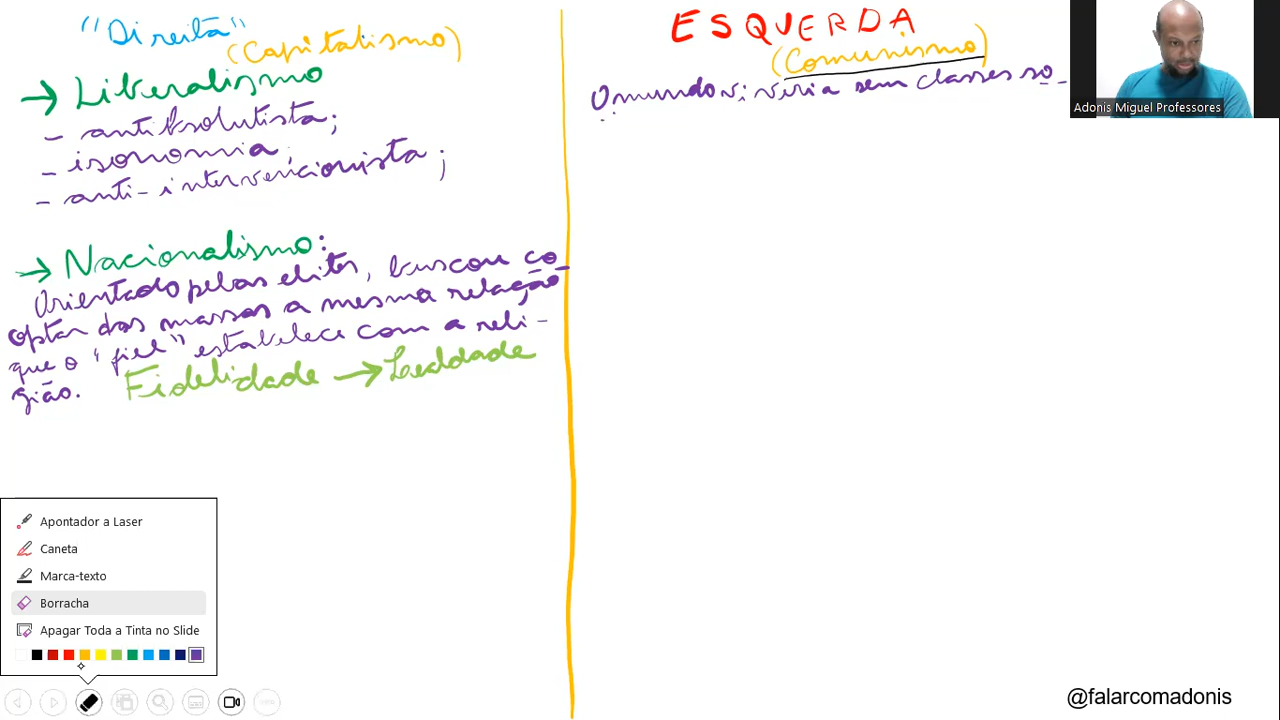 "Direita"
(Capitalismo)
→ Liberalismo
- antiabsolutista;
- isonomia;
- anti-intervencionista;
→ Nacionalismo:
Orientado pelas elites, buscou co-
optar das massas a mesma relação
que o "fiel" estabelece com a reli-
gião.
Fidelidade → Lealdade
ESQUERDA
(Comunismo)
O mundo viveria sem classes so-
Adonis Miguel Professores
Apontador a Laser
Caneta
Marca-texto
Borracha
Apagar Toda a Tinta no Slide
@falarcomadonis